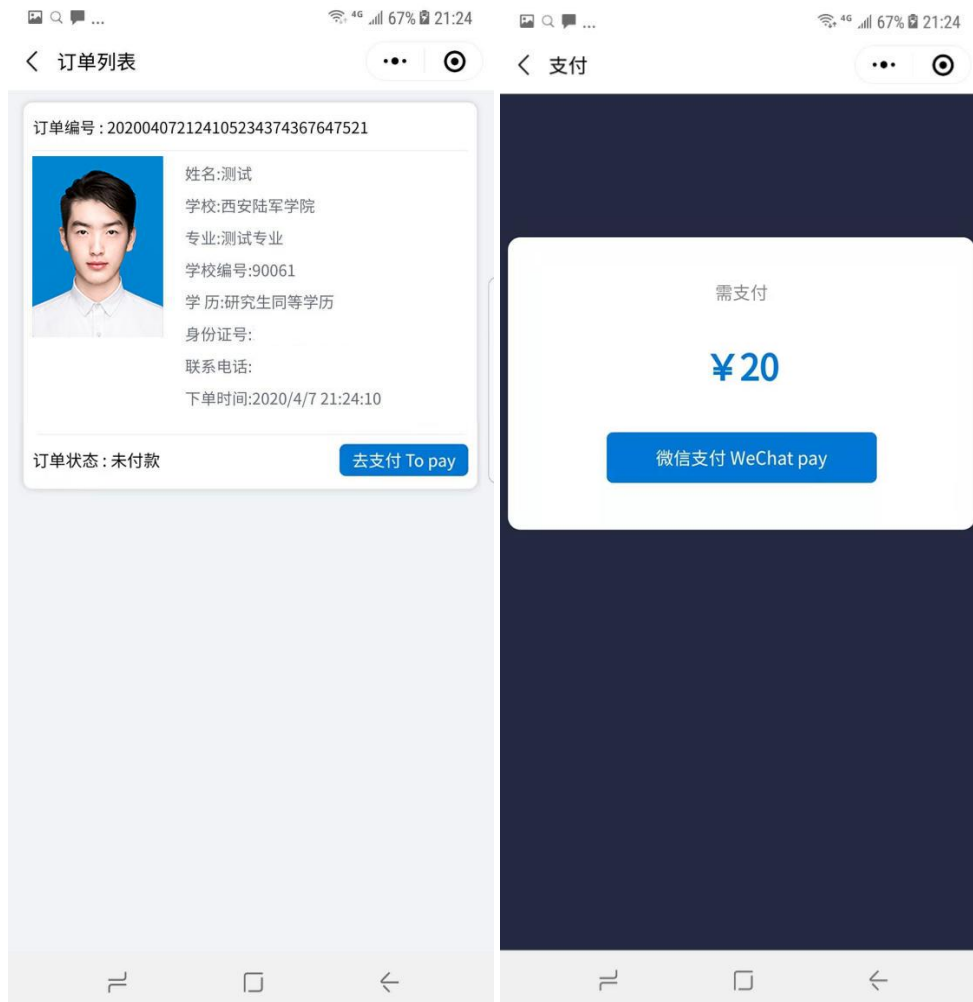 ... 4G 67% 21:24
订单列表
订单编号 : 20200407212410523437436764752​1
姓名:测试
学校:西安陆军学院
专业:测试专业
学校编号:90061
学 历:研究生同等学历
身份证号:
联系电话:
下单时间:2020/4/7 21:24:10
订单状态 : 未付款
去支付 To pay
... 4G 67% 21:24
支付
需支付
￥20
微信支付 WeChat pay